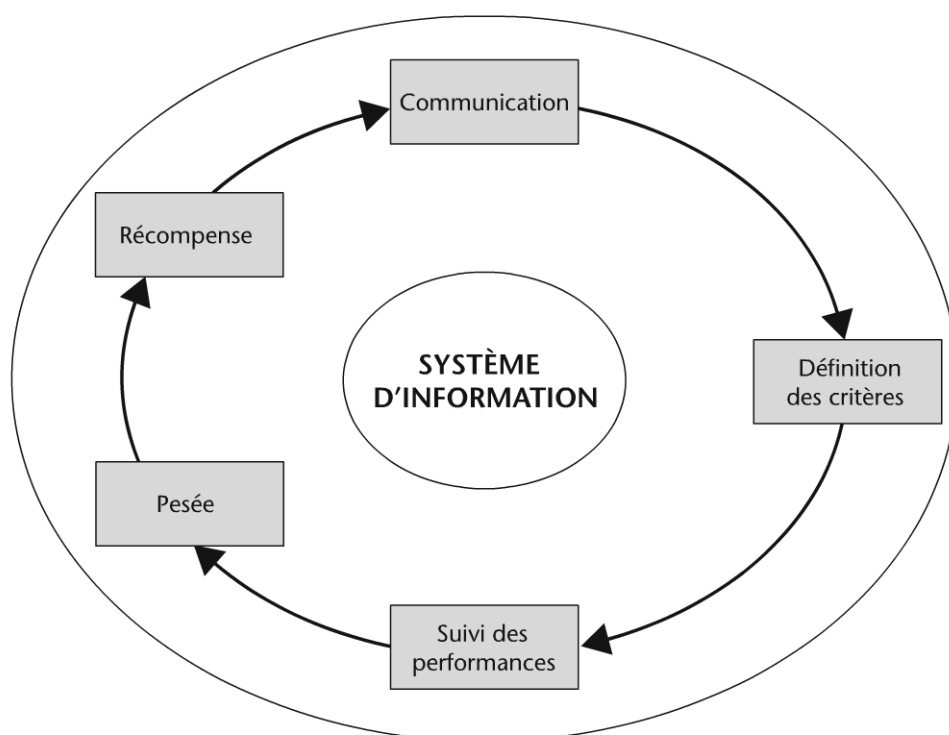 Communication
Récompense
SYSTÈME
D'INFORMATION
Définition
des critères
Pesée
Suivi des
performances